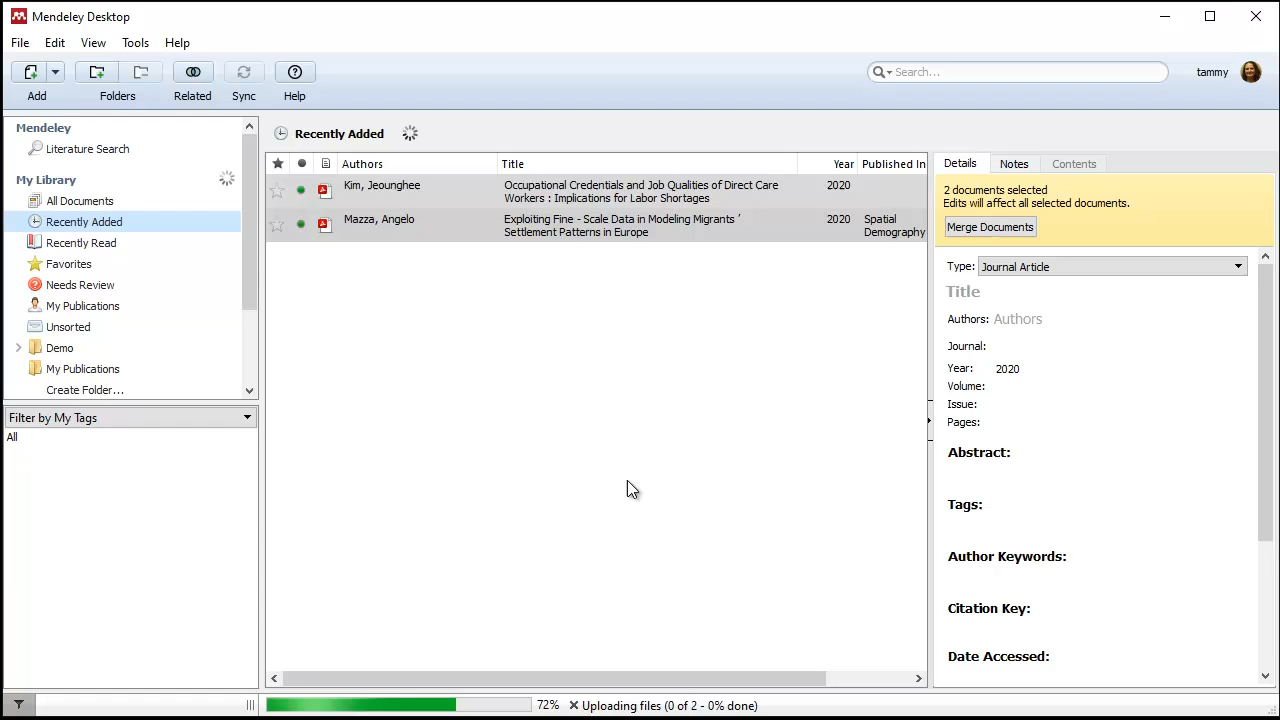 Mendeley Desktop
File Edit View Tools Help
Add Folders Related Sync Help
Search...
tammy
Mendeley
Literature Search
My Library
All Documents
Recently Added
Recently Read
Favorites
Needs Review
My Publications
Unsorted
Demo
My Publications
Create Folder...
Filter by My Tags
All
Recently Added
Authors Title Year Published In
Kim, Jeounghee Occupational Credentials and Job Qualities of Direct Care 2020
Workers : Implications for Labor Shortages
Mazza, Angelo Exploiting Fine - Scale Data in Modeling Migrants ’ 2020 Spatial
Settlement Patterns in Europe Demography
Details Notes Contents
2 documents selected
Edits will affect all selected documents.
Merge Documents
Type: Journal Article
Title
Authors: Authors
Journal:
Year: 2020
Volume:
Issue:
Pages:
Abstract:
Tags:
Author Keywords:
Citation Key:
Date Accessed:
72% Uploading files (0 of 2 - 0% done)